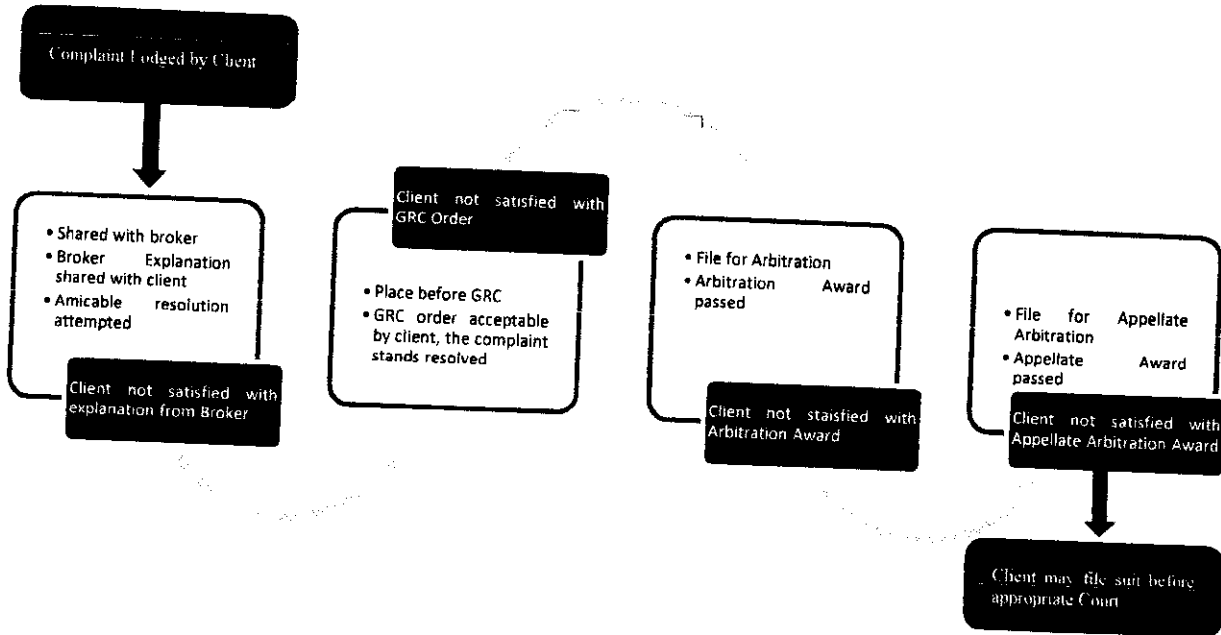 Complaint Lodged by Client
• Shared with broker
• Broker Explanation
shared with client
• Amicable resolution
attempted
Client not satisfied with
explanation from Broker
Client not satisfied with
GRC Order
• Place before GRC
• GRC order acceptable
by client, the complaint
stands resolved
• File for Arbitration
• Arbitration Award
passed
Client not staisfied with
Arbitration Award
• File for Appellate
Arbitration
• Appellate Award
passed
Client not satisfied with
Appellate Arbitration Award
Client may file suit before
appropriate Court